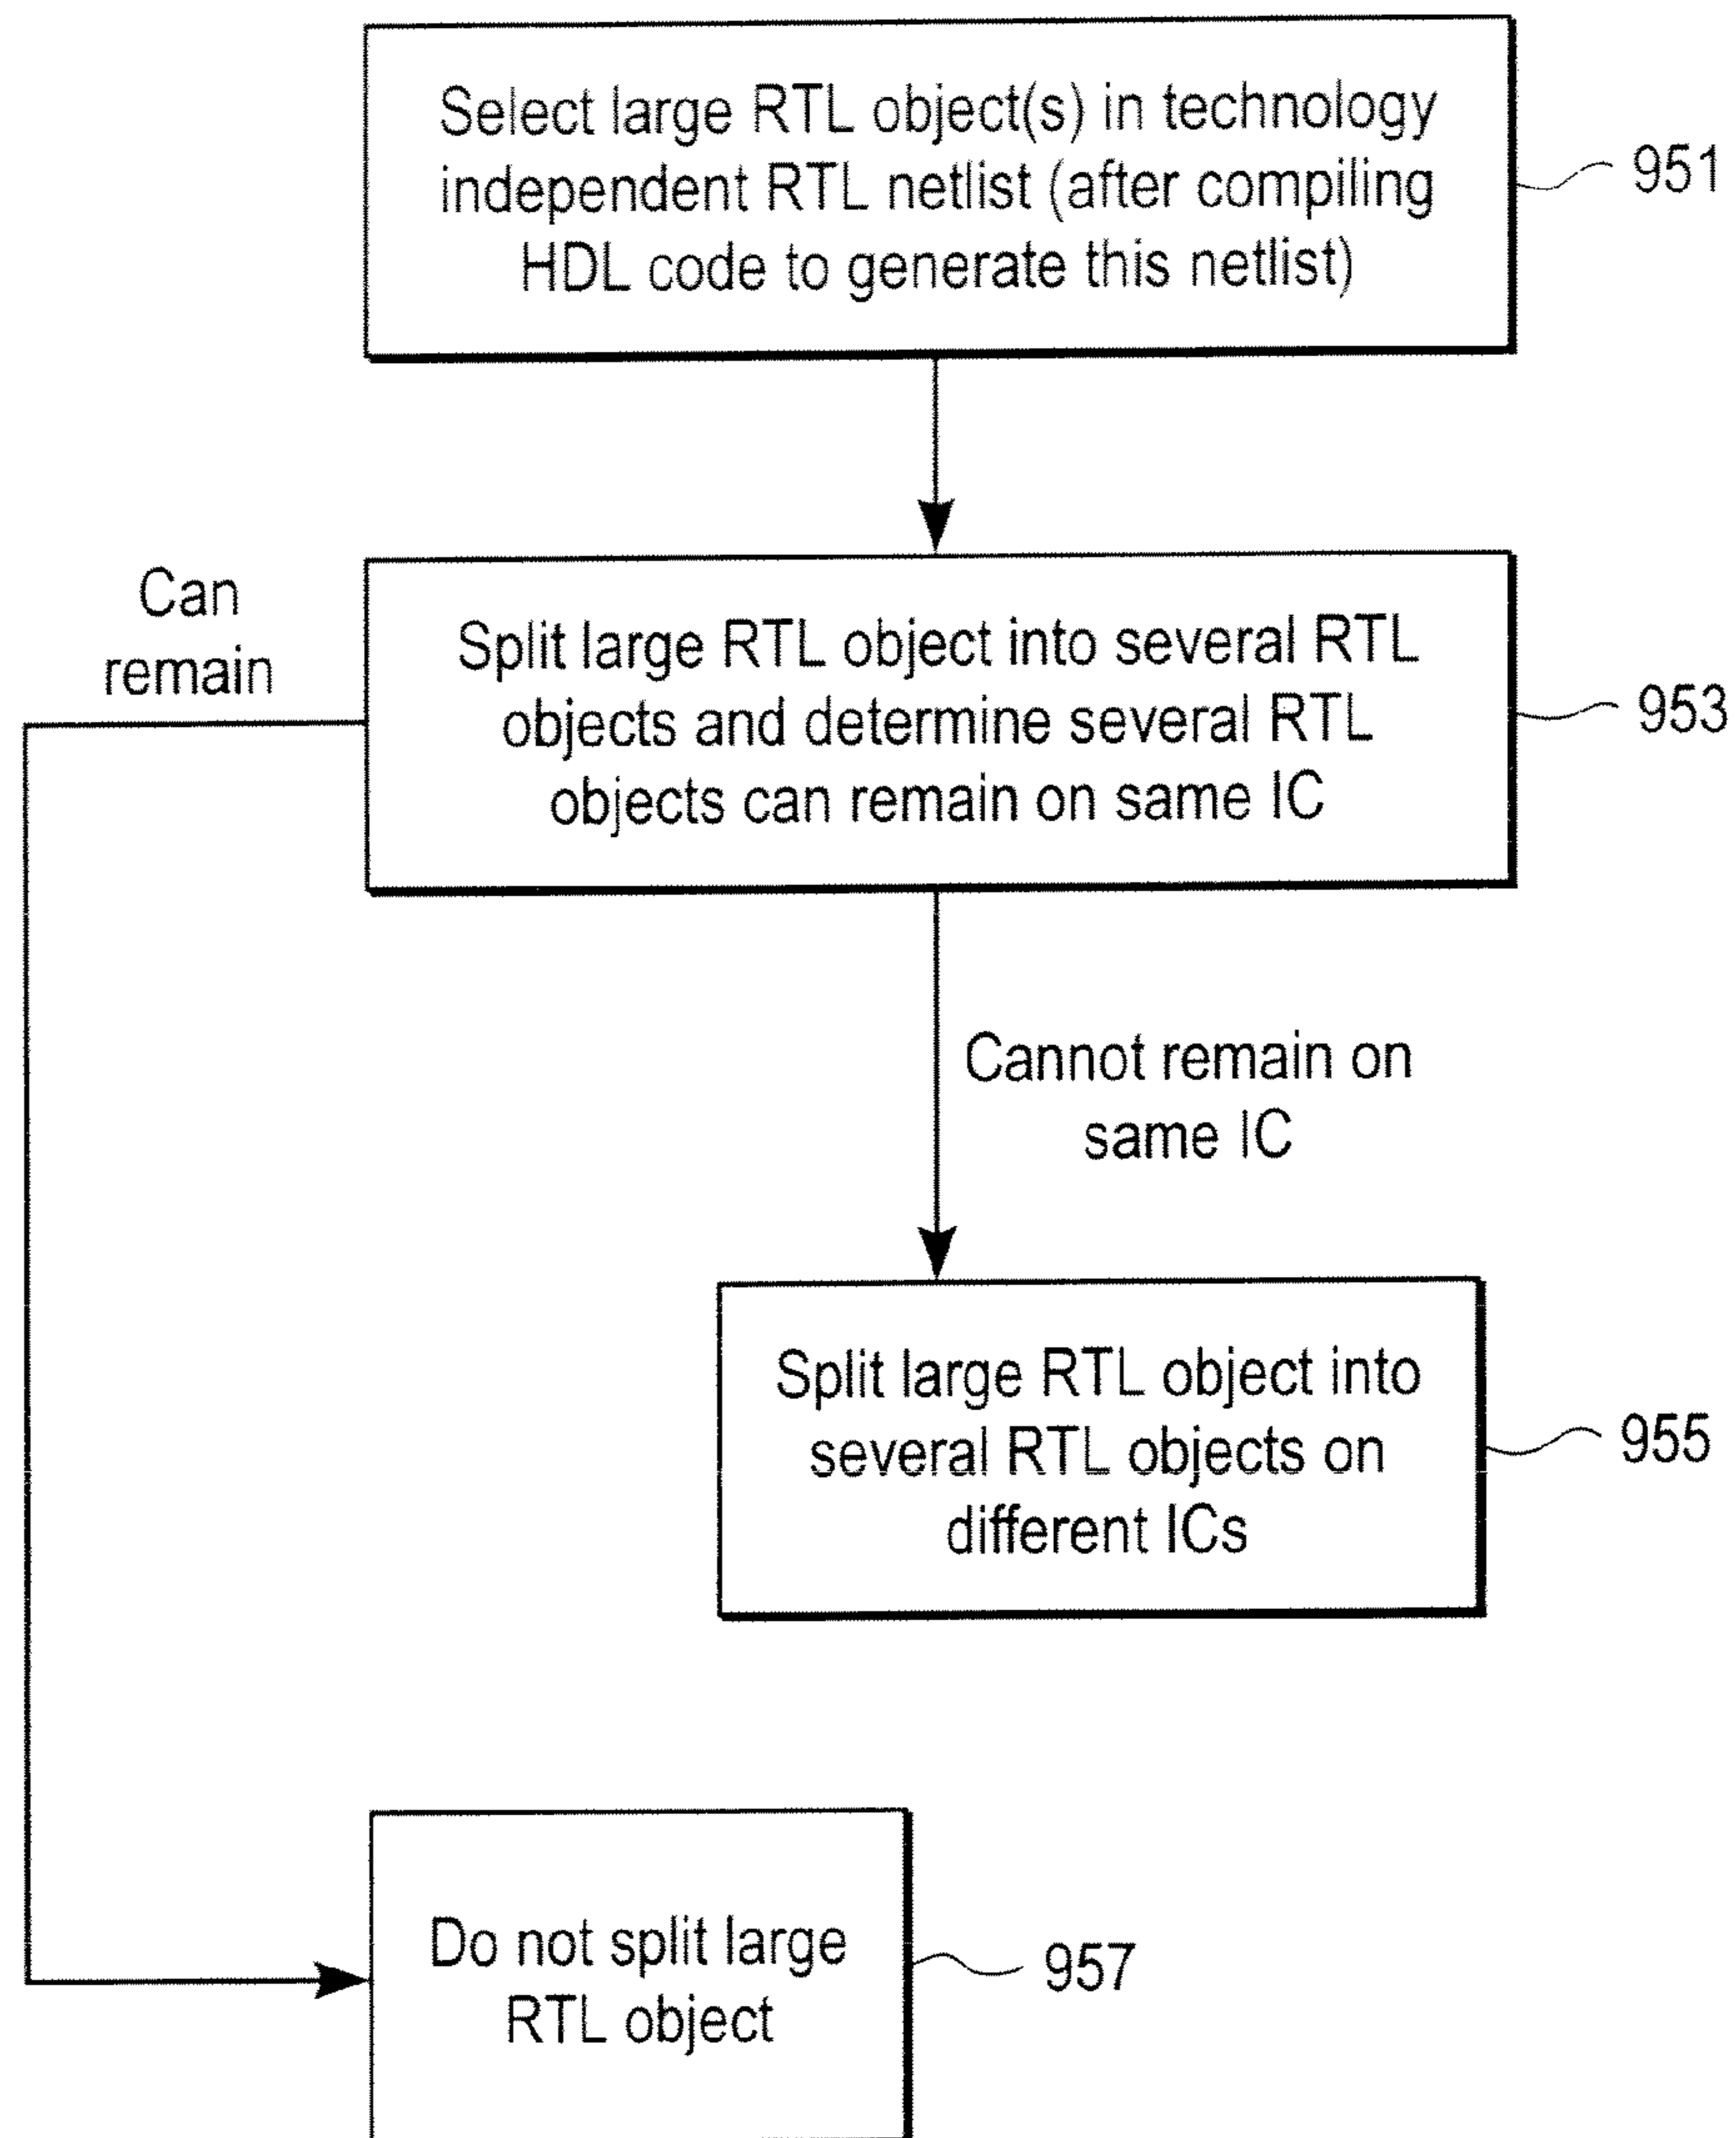 Select large RTL object(s) in technology
independent RTL netlist (after compiling
HDL code to generate this netlist)
951
Can
remain
Split large RTL object into several RTL
objects and determine several RTL
objects can remain on same IC
953
Cannot remain on
same IC
Split large RTL object into
several RTL objects on
different ICs
955
Do not split large
RTL object
957